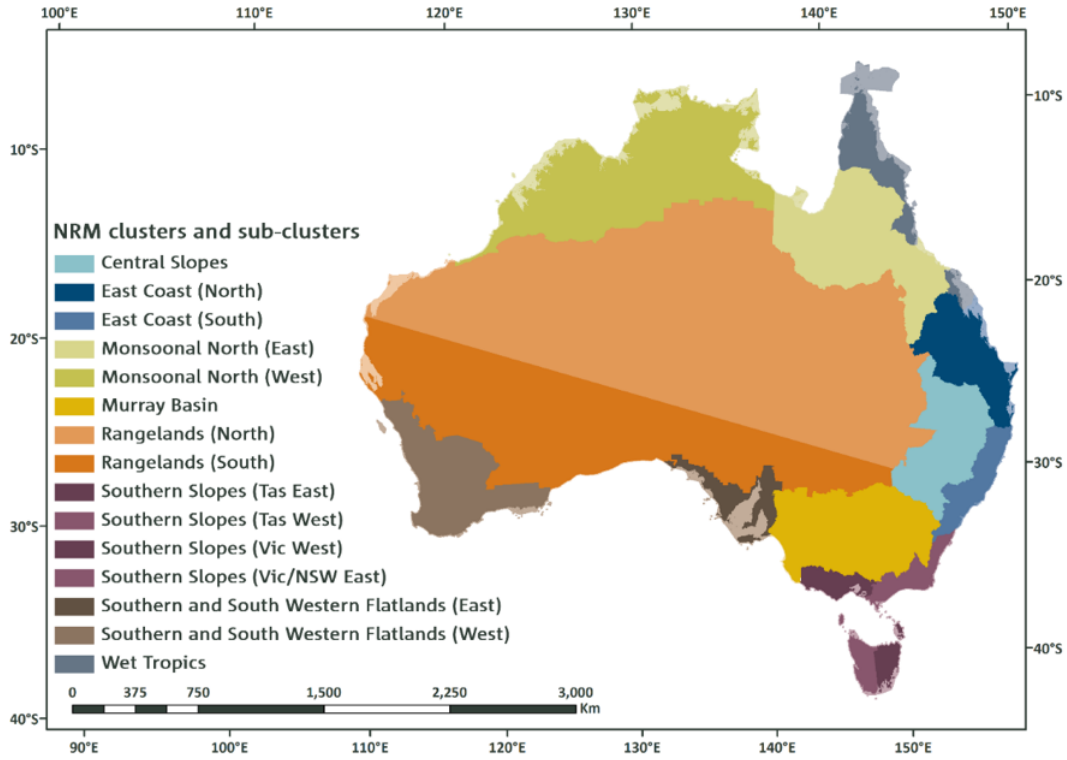 100°E 110°E 120°E 130°E 140°E 150°E
10°S
10°S
NRM clusters and sub-clusters
Central Slopes
East Coast (North)
20°S
East Coast (South)
20°S
Monsoonal North (East)
Monsoonal North (West)
Murray Basin
Rangelands (North)
Rangelands (South)
30°S
Southern Slopes (Tas East)
Southern Slopes (Tas West)
30°S
Southern Slopes (Vic West)
Southern Slopes (Vic/NSW East)
Southern and South Western Flatlands (East)
Southern and South Western Flatlands (West)
40°S
Wet Tropics
0 375 750 1,500 2,250 3,000
Km
40°S
90°E 100°E 110°E 120°E 130°E 140°E 150°E